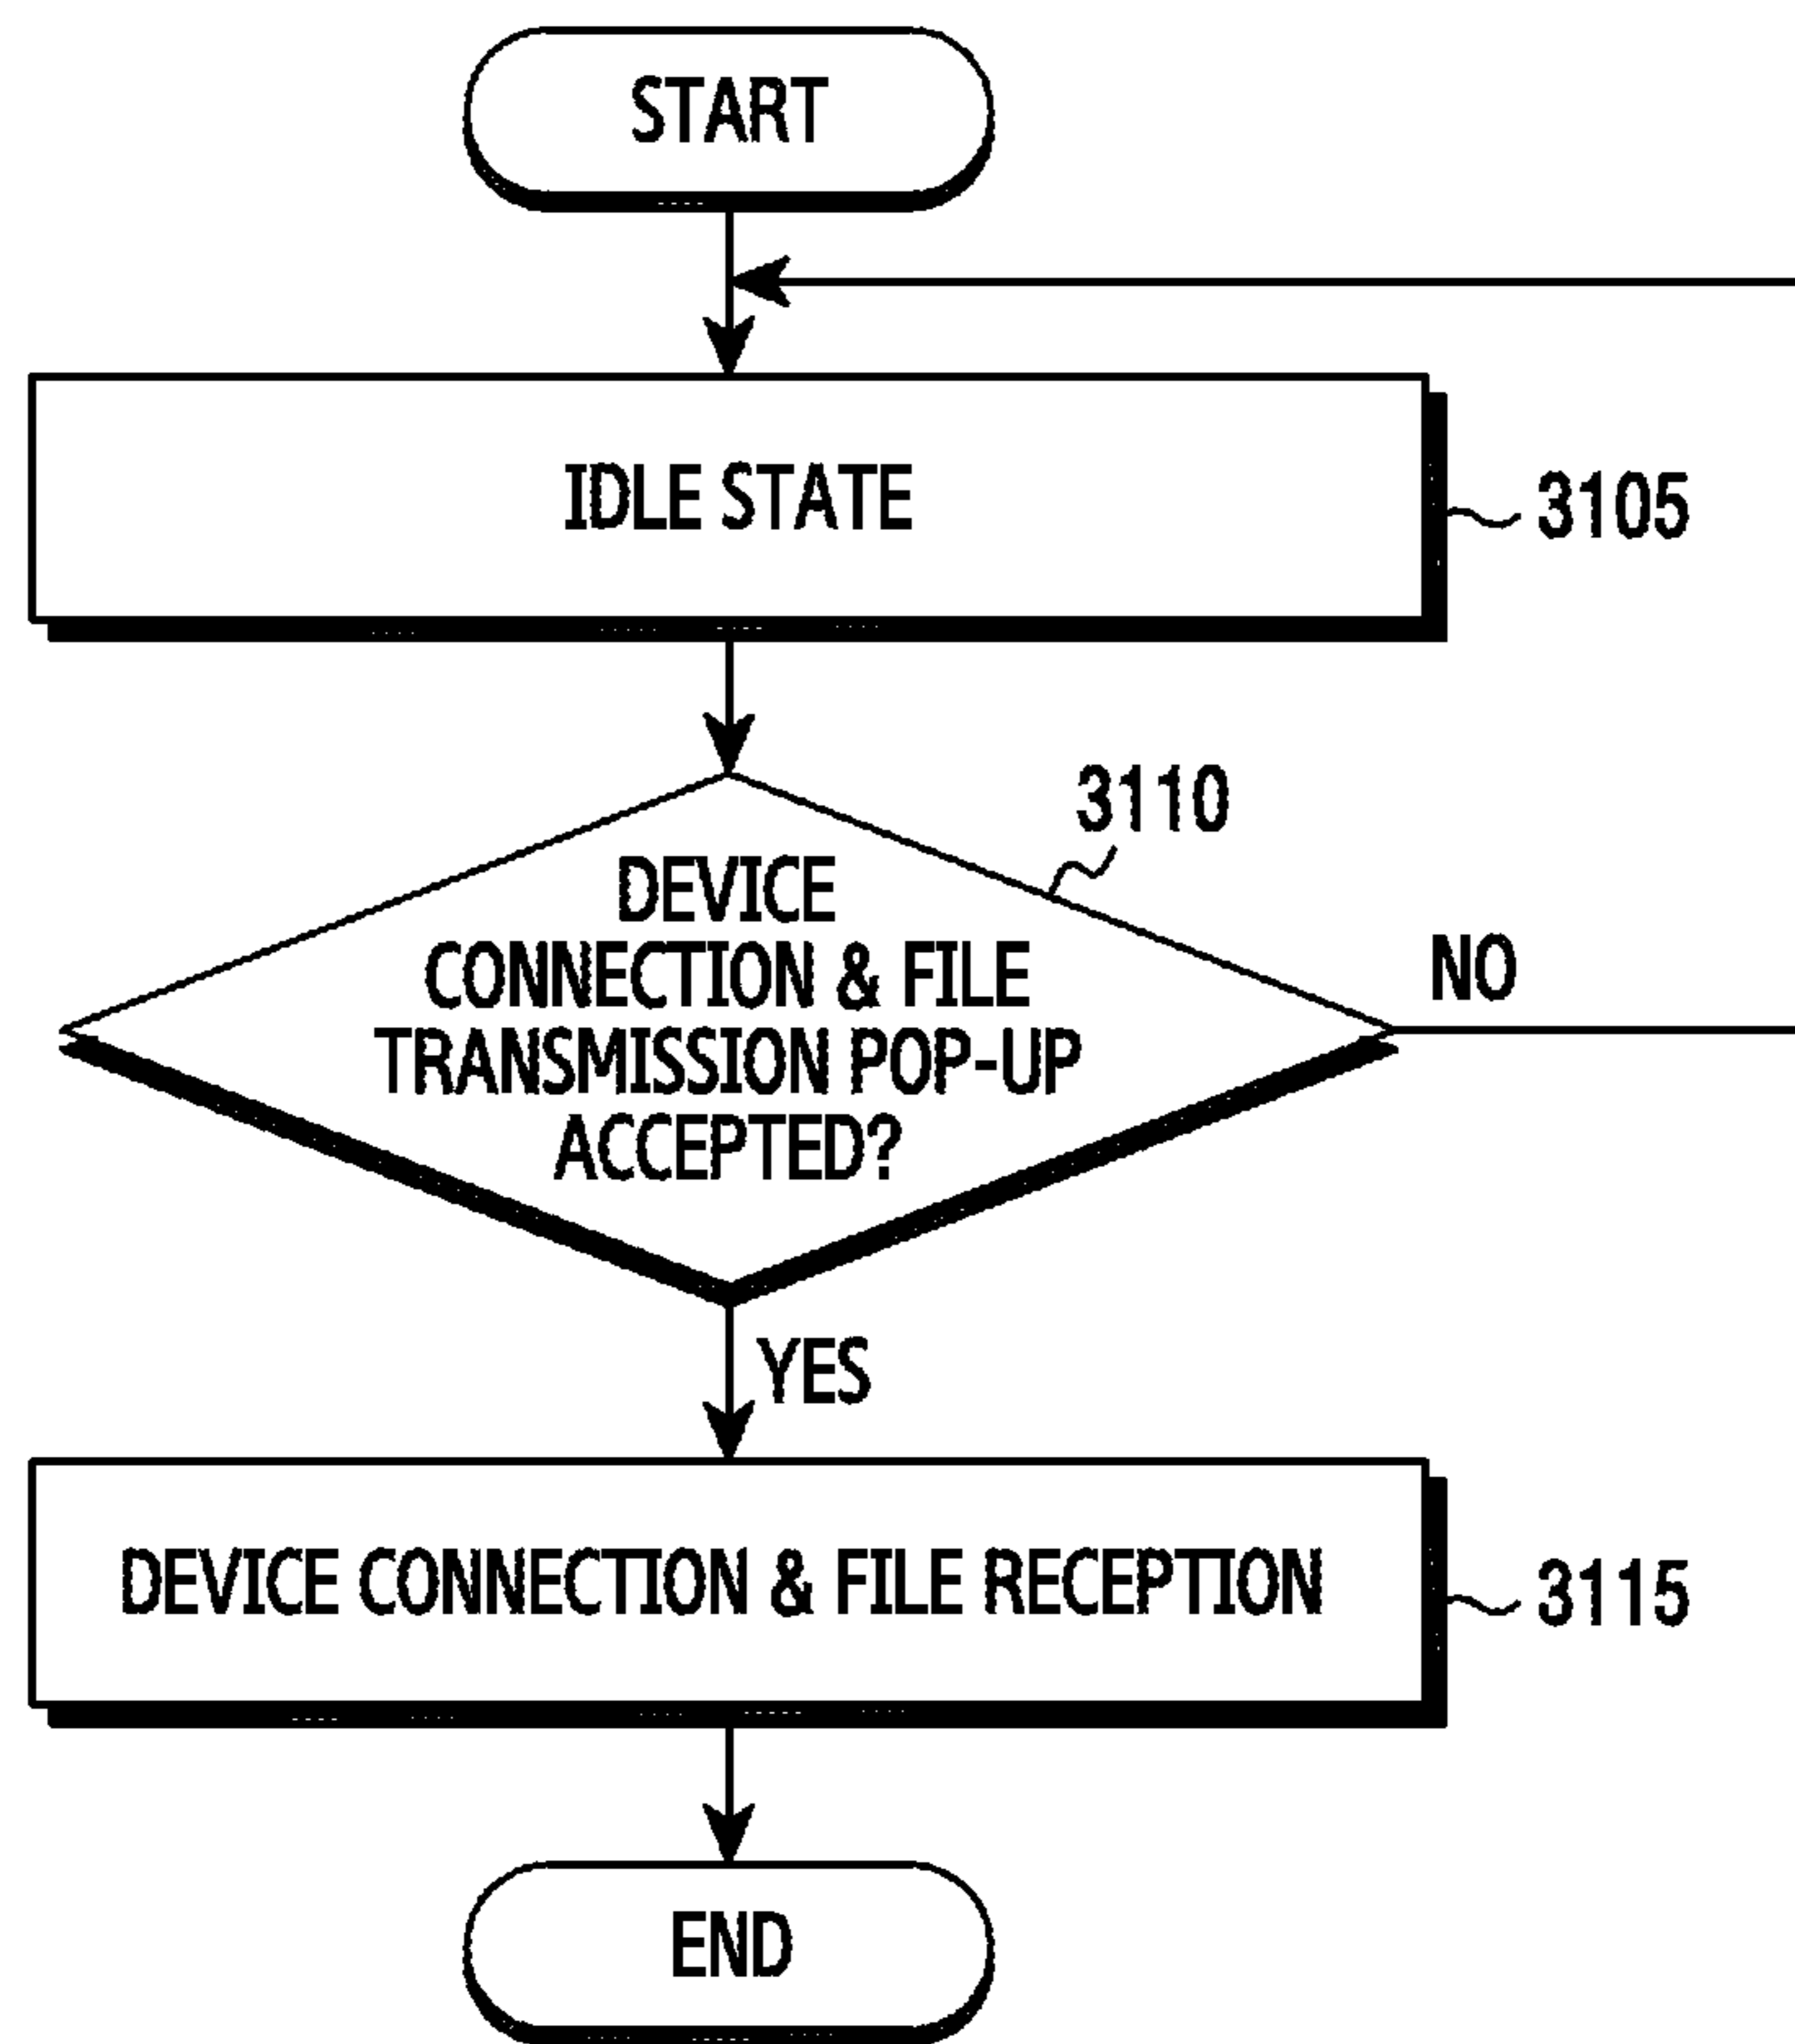 START
IDLE STATE
3105
3110
DEVICE
CONNECTION & FILE
TRANSMISSION POP-UP
ACCEPTED?
NO
YES
DEVICE CONNECTION & FILE RECEPTION
3115
END